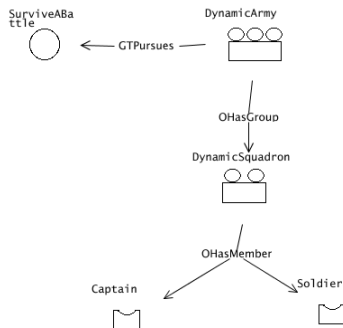 SurviveABa
ttle
DynamicArmy
GTPursues
OHasGroup
DynamicSquadron
OHasMember
Captain
Soldier